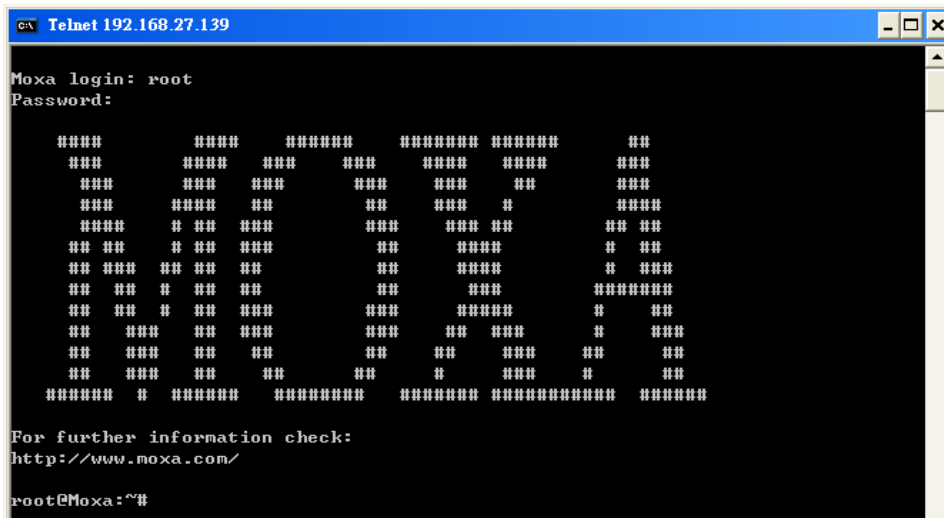 Telnet 192.168.27.139
Moxa login: root
Password:
MOXA
For further information check:
http://www.moxa.com/
root@Moxa:~#